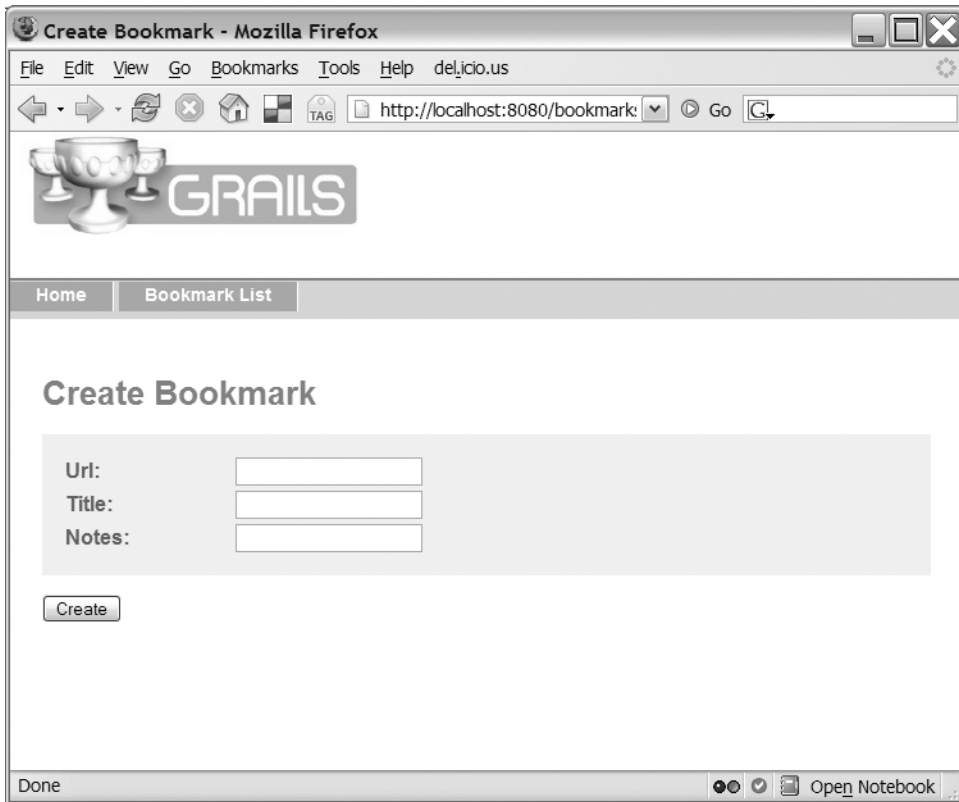 Create Bookmark - Mozilla Firefox
File Edit View Go Bookmarks Tools Help del.icio.us
TAG http://localhost:8080/bookmark: Go G
GRAILS
Home Bookmark List
Create Bookmark
Url:
Title:
Notes:
Create
Done Open Notebook